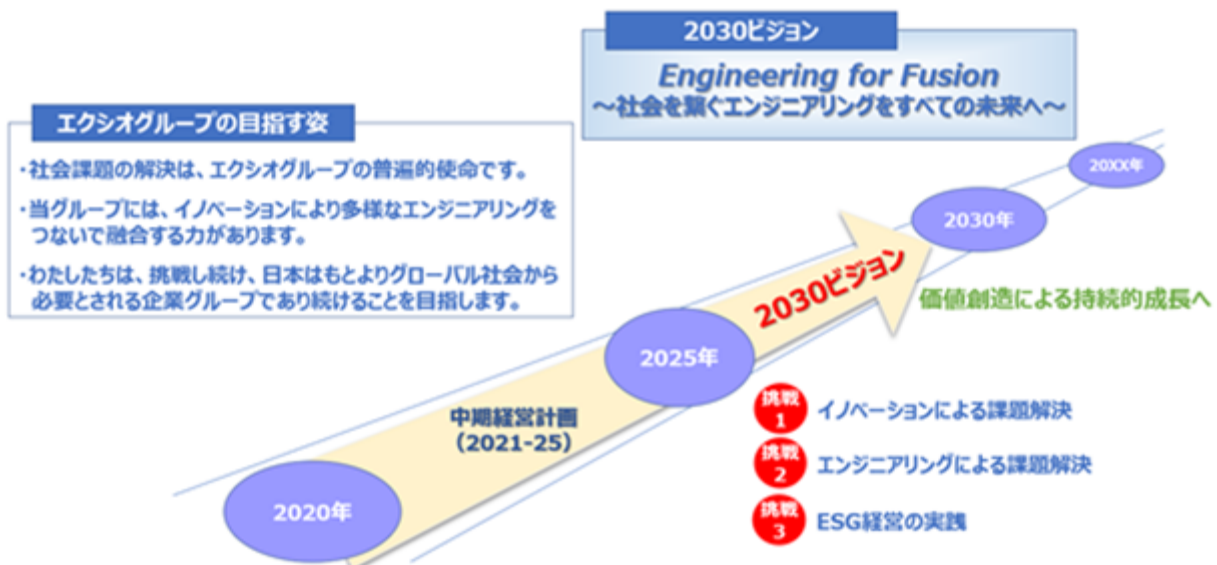 2030ビジョン
Engineering for Fusion
～社会を繋ぐエンジニアリングをすべての未来へ～
エクシオグループの目指す姿
・社会課題の解決は、エクシオグループの普遍的使命です。
・当グループには、イノベーションにより多様なエンジニアリングを
つないで融合する力があります。
・わたしたちは、挑戦し続け、日本はもとよりグローバル社会から
必要とされる企業グループであり続けることを目指します。
20XX年
2030年
2030ビジョン
価値創造による持続的成長へ
2025年
中期経営計画
（2021-25）
2020年
挑戦
1
イノベーションによる課題解決
挑戦
2
エンジニアリングによる課題解決
挑戦
3
ESG経営の実践